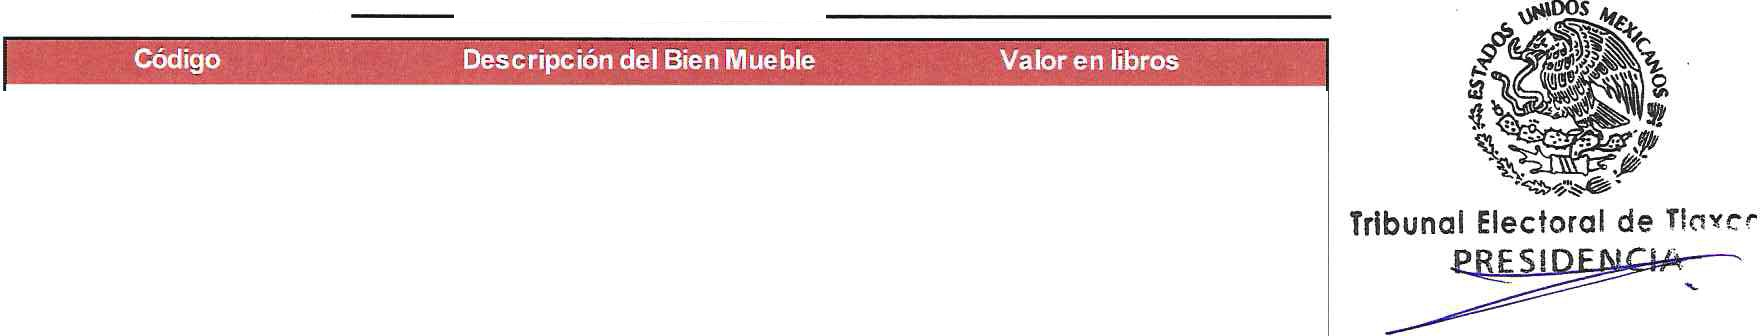 Código Descripción del Bien Mueble Valor en libros
ESTADOS UNIDOS MEXICANOS
Tribunal Electoral de Tlaxca
PRESIDENCIA